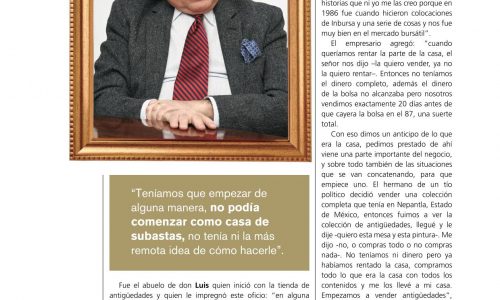 "Teníamos que empezar de
alguna manera, no podía
comenzar como casa de
subastas, no tenía ni la más
remota idea de cómo hacerle".
Fue el abuelo de don Luis quien inició con la tienda de
antigüedades y quien le impregnó este oficio: "en alguna
historias que ni yo me las creo porque en
1986 fue cuando hicieron colocaciones
de Inbursa y una serie de cosas y nos fue
muy bien en el mercado bursátil".
El empresario agregó: "cuando
queríamos rentar la parte de la casa, el
señor nos dijo –la quiero vender, ya no
la quiero rentar–. Entonces no teníamos
el dinero completo, además el dinero
de la bolsa no alcanzaba pero nosotros
vendimos exactamente 20 días antes de
que cayera la bolsa en el 87, una suerte
total.
Con eso dimos un anticipo de lo que
era la casa, pedimos prestado de ahí
viene una parte importante del negocio,
y sobre todo también de las situaciones
que se van concatenando, para que
empiece uno. El hermano de un tío
político decidió vender una colección
completa que tenía en Nepantla, Estado
de México, entonces fuimos a ver la
colección de antigüedades, llegué y le
dije -quiero esta mesa y esta pintura-. Me
dijo -no, o compras todo o no compras
nada-. No teníamos ni dinero pero ya
habíamos rentado la casa, compramos
todo lo que era la casa con todos los
contenidos y me los llevé a mi casa.
Empezamos a vender antigüedades",